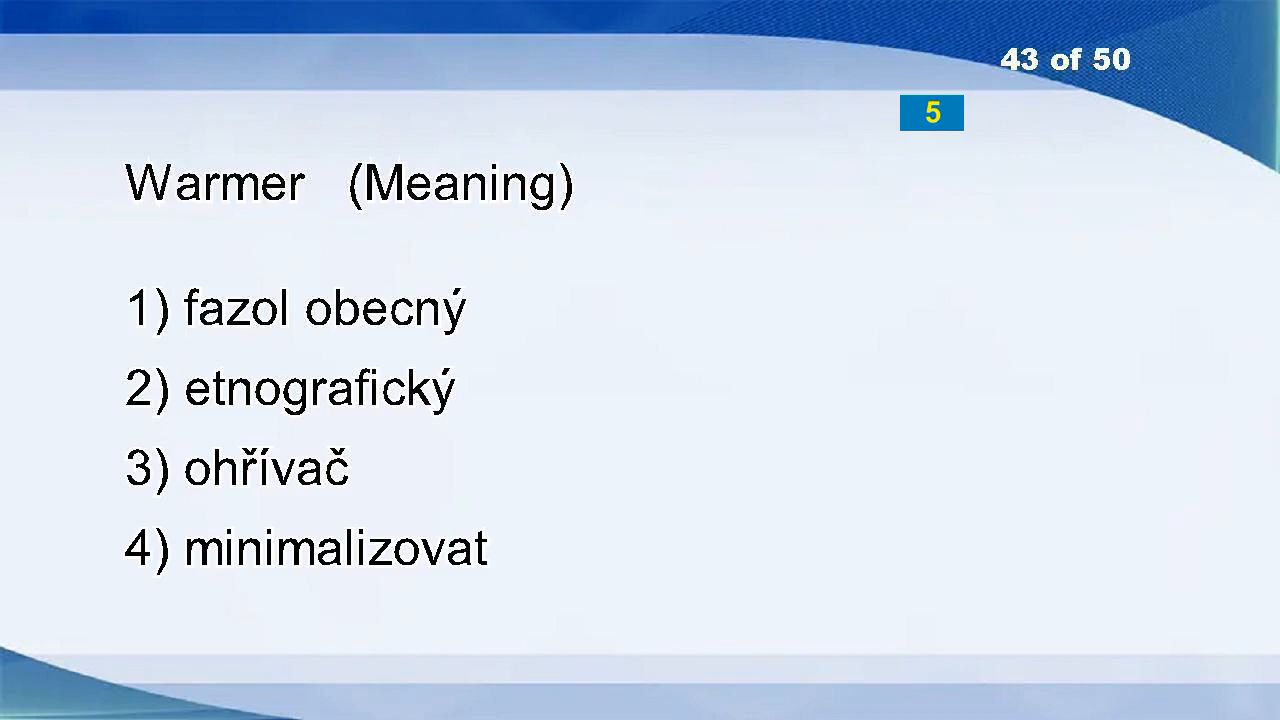 43 of 50
5
Warmer (Meaning)
1) fazol obecný
2) etnografický
3) ohřívač
4) minimalizovat